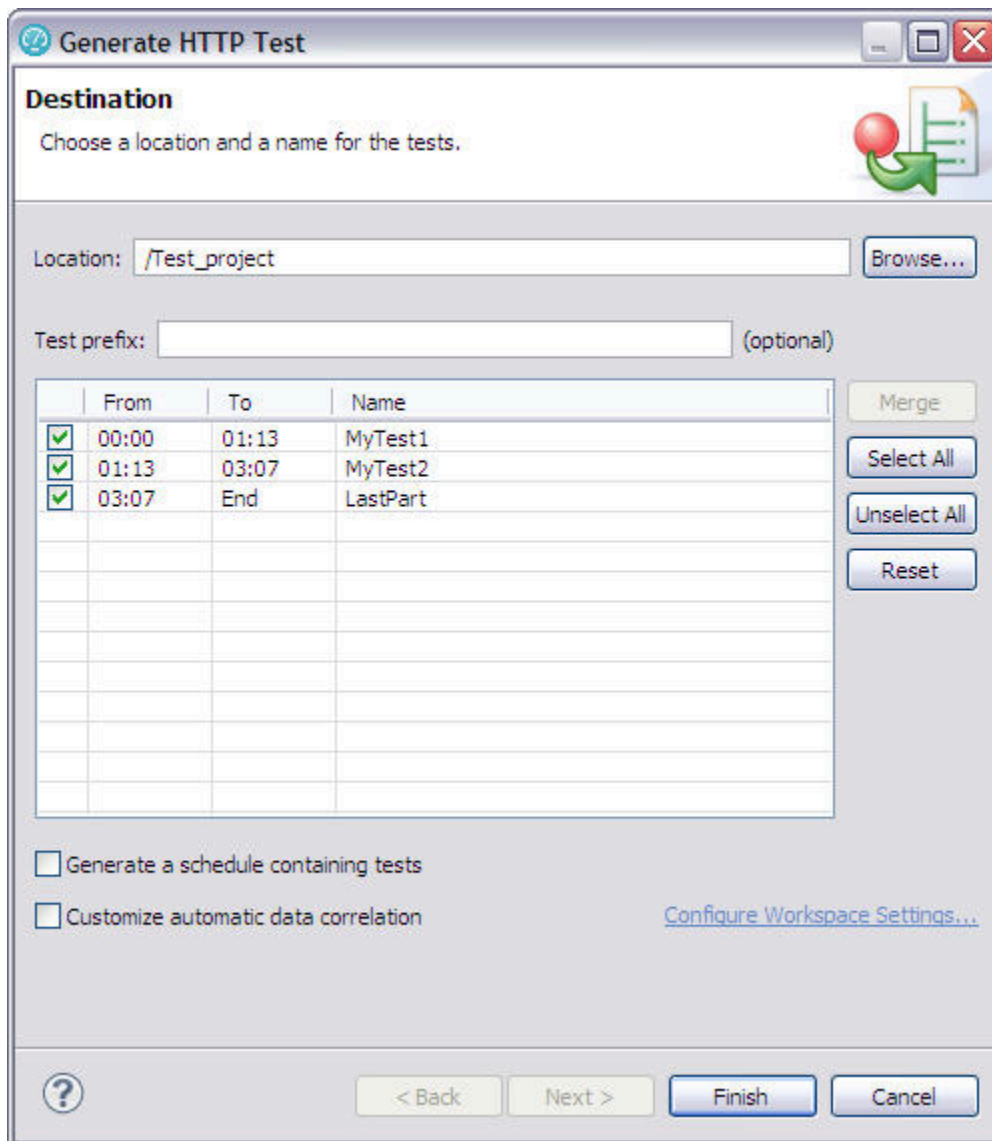 Generate HTTP Test
Destination
Choose a location and a name for the tests.
Location: /Test_project Browse...
Test prefix: (optional)
From To Name Merge
00:00 01:13 MyTest1
01:13 03:07 MyTest2 Select All
03:07 End LastPart
Unselect All
Reset
Generate a schedule containing tests
Customize automatic data correlation Configure Workspace Settings...
? < Back Next > Finish Cancel